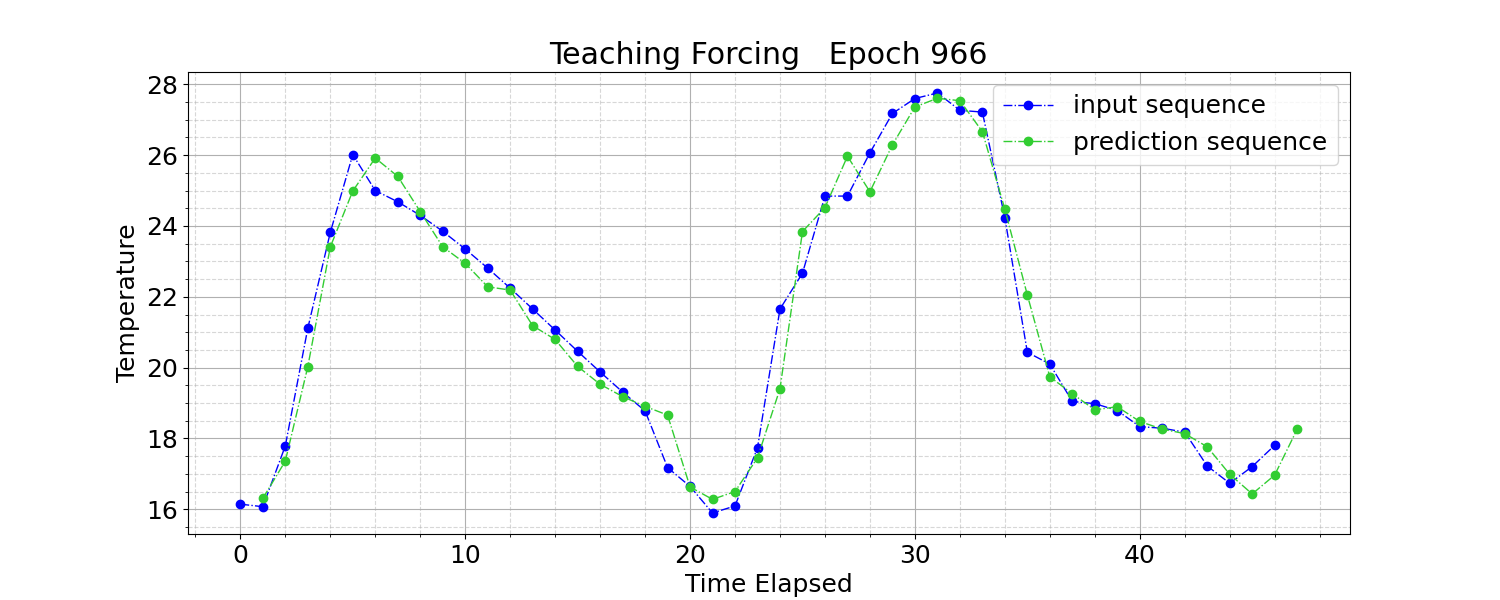 Teaching Forcing   Epoch 966
input sequence
prediction sequence
Temperature
28
26
24
22
20
18
16
0 10 20 30 40
Time Elapsed